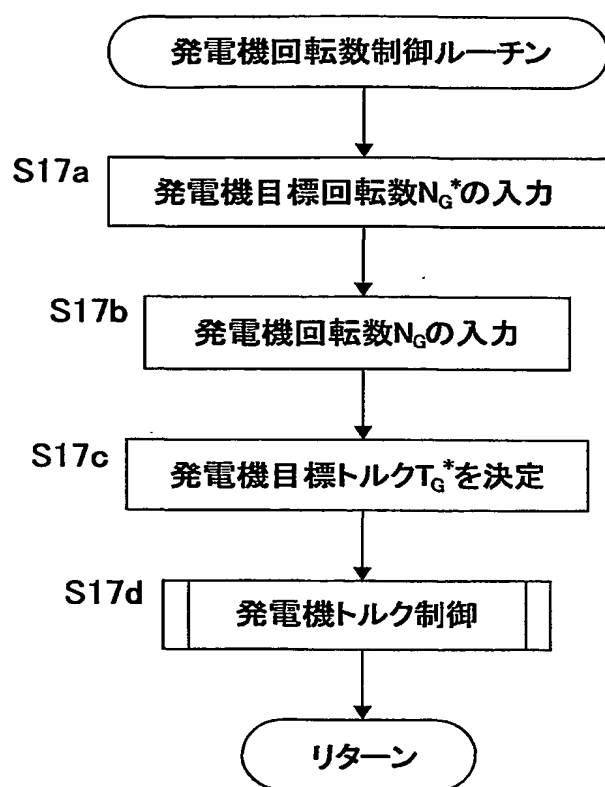 発電機回転数制御ルーチン
S17a
発電機目標回転数N_G*の入力
S17b
発電機回転数N_Gの入力
S17c
発電機目標トルクT_G*を決定
S17d
発電機トルク制御
リターン